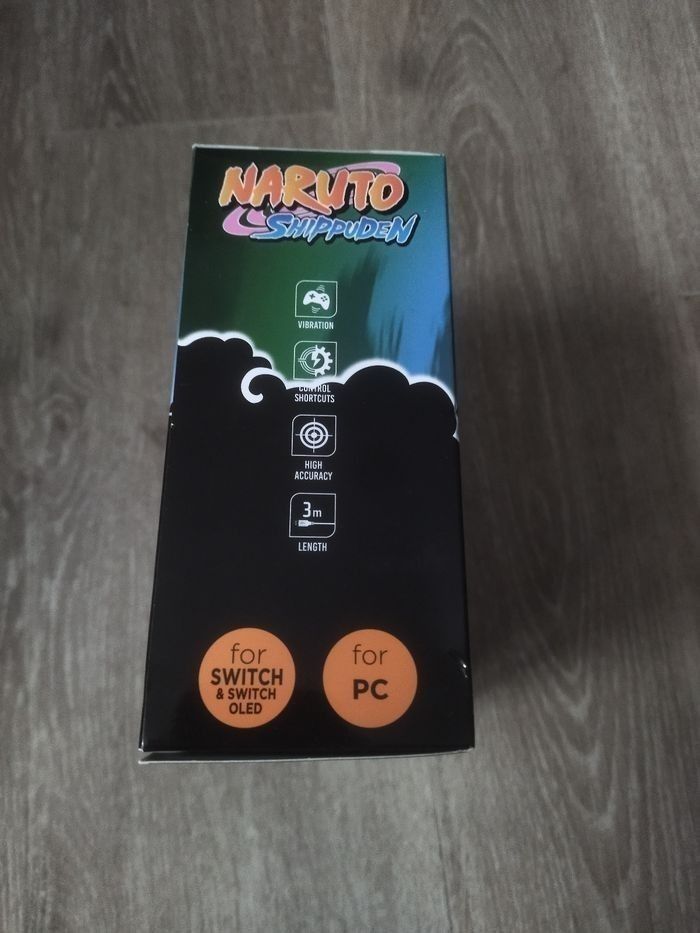 NARUTO
SHIPPUDEN
VIBRATION
CONTROL
SHORTCUTS
HIGH
ACCURACY
3m
LENGTH
for
SWITCH
& SWITCH
OLED
for
PC